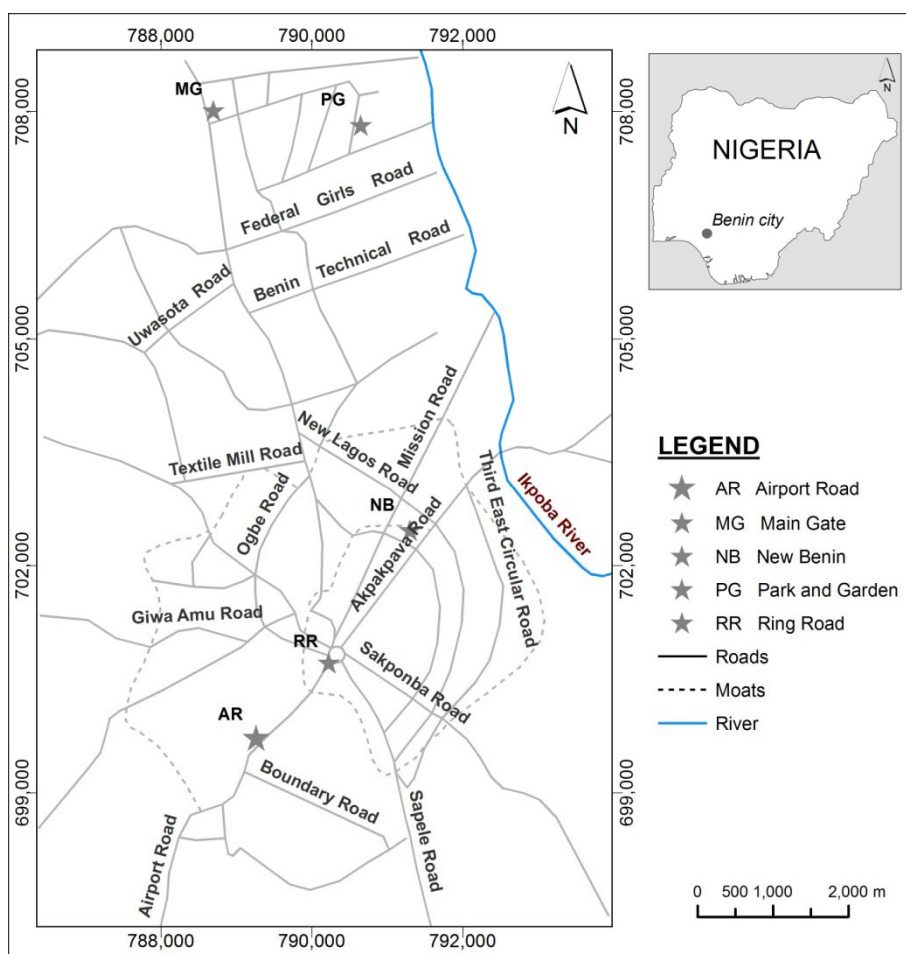 788,000 790,000 792,000
708,000
705,000
702,000
699,000
MG
PG
N
Federal Girls Road
Benin Technical Road
Uwasota Road
Mission Road
New Lagos Road
Textile Mill Road
Ogbe Road
NB
Akpakpava Road
Third East Circular Road
Ikpoba River
Giwa Amu Road
RR
Sakponba Road
AR
Boundary Road
Airport Road
Sapele Road
708,000
705,000
702,000
699,000
788,000 790,000 792,000
N
NIGERIA
Benin city
LEGEND
AR Airport Road
MG Main Gate
NB New Benin
PG Park and Garden
RR Ring Road
Roads
Moats
River
0 500 1,000 2,000 m